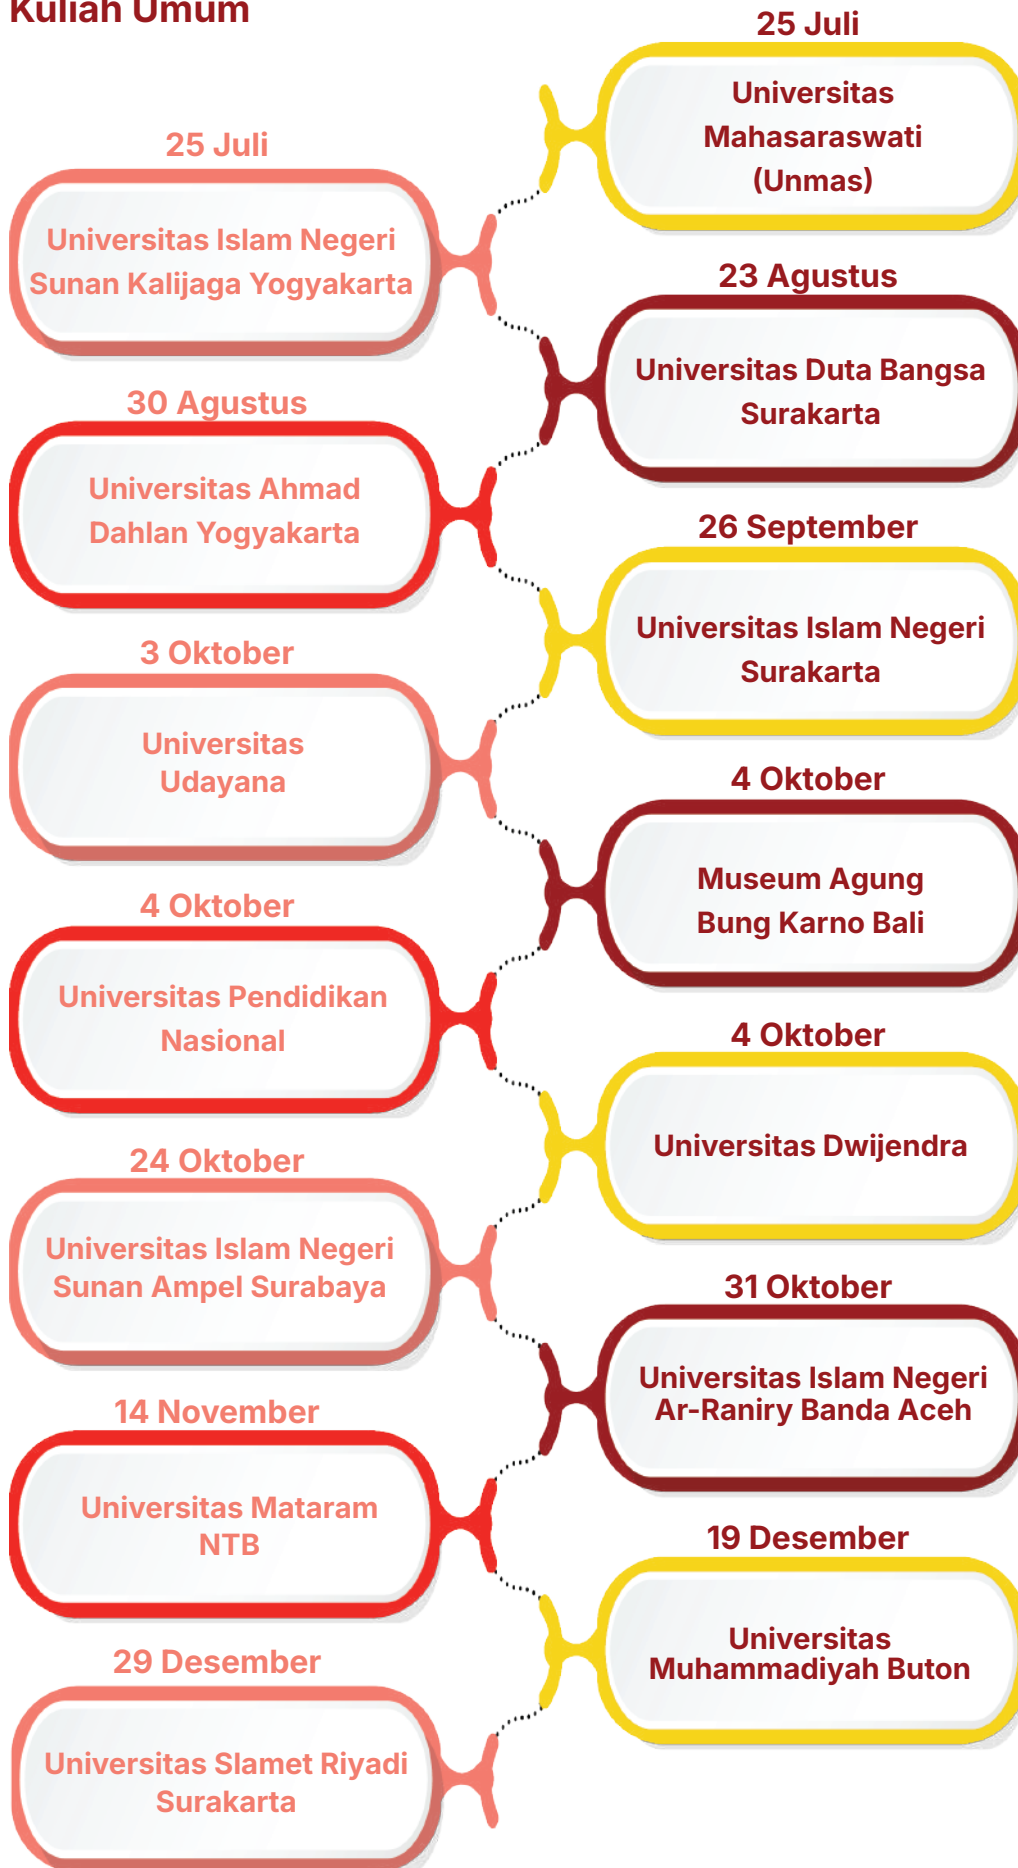 Kuliah Umum
25 Juli
Universitas
Mahasaraswati
(Unmas)
25 Juli
Universitas Islam Negeri
Sunan Kalijaga Yogyakarta
23 Agustus
Universitas Duta Bangsa
Surakarta
30 Agustus
Universitas Ahmad
Dahlan Yogyakarta
26 September
Universitas Islam Negeri
Surakarta
3 Oktober
Universitas
Udayana
4 Oktober
Museum Agung
Bung Karno Bali
4 Oktober
Universitas Pendidikan
Nasional
4 Oktober
Universitas Dwijendra
24 Oktober
Universitas Islam Negeri
Sunan Ampel Surabaya
31 Oktober
Universitas Islam Negeri
Ar-Raniry Banda Aceh
14 November
Universitas Mataram
NTB
19 Desember
Universitas
Muhammadiyah Buton
29 Desember
Universitas Slamet Riyadi
Surakarta